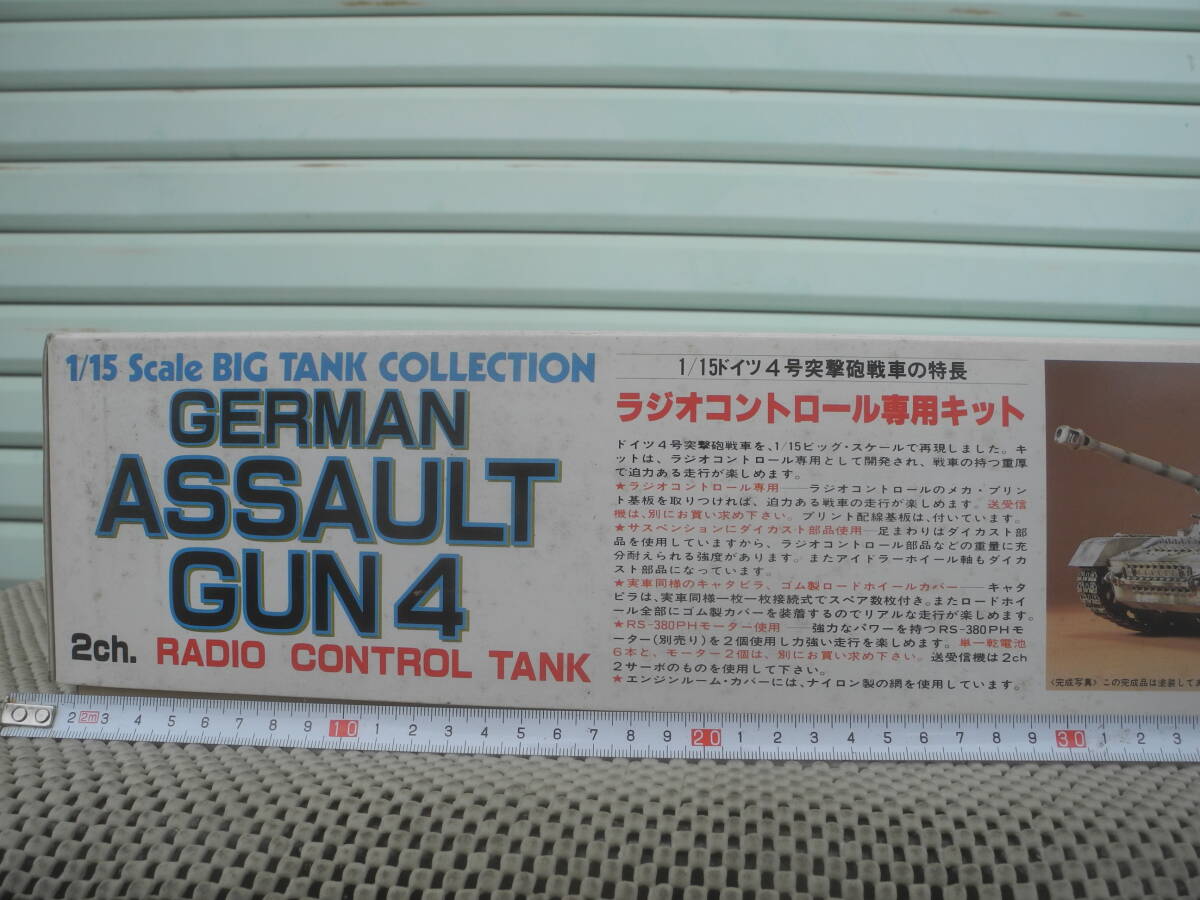 1/15 Scale BIG TANK COLLECTION
GERMAN
ASSAULT
GUN 4
2ch. RADIO CONTROL TANK
1/15ドイツ4号突撃砲戦車の特長
ラジオコントロール専用キット
ドイツ4号突撃砲戦車を、1/15ビッグ・スケールで再現しました。キ
ットは、ラジオコントロール専用として開発され、戦車の持つ重厚
で迫力ある走行が楽しめます。
★ラジオコントロール専用――ラジオコントロールのメカ・プリン
ト基板を取りつければ、迫力ある戦車の走行が楽しめます。送受信
機は、別にお買い求め下さい。プリント配線基板は、付いています。
★サスペンションにダイカスト部品使用―足まわりはダイカスト部
品を使用していますから、ラジオコントロール部品などの重量に充
分耐えられる強度があります。またアイドラーホイール軸もダイカ
スト部品になっています。
★実車同様のキャタピラ、ゴム製ロードホイールカバー――キャタ
ピラは、実車同様一枚一枚接続式でスペア数枚付き。またロードホイ
ール全部にゴム製カバーを装着するのでリアルな走行が楽しめます。
★RS-380PHモーター使用――強力なパワーを持つRS-380PHモ
ーター(別売り)を2個使用し力強い走行を楽しめます。単一乾電池
6本と、モーター2個は、別にお買い求め下さい。送受信機は2ch
2サーボのものを使用して下さい。
★エンジンルーム・カバーには、ナイロン製の網を使用しています。
〈完成写真〉この完成品は塗装してあ
2 2m 3 4 5 6 7 8 9 10 1 2 3 4 5 6 7 8 9 20 1 2 3 4 5 6 7 8 9 30 1 2 3